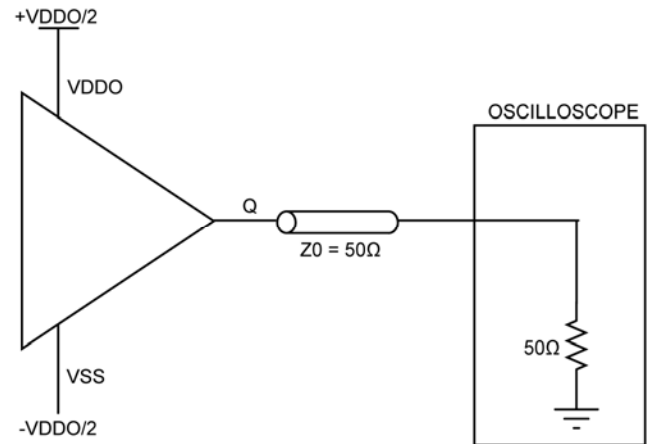 +VDDO/2
VDDO
OSCILLOSCOPE
Q
Z0 = 50Ω
50Ω
VSS
-VDDO/2